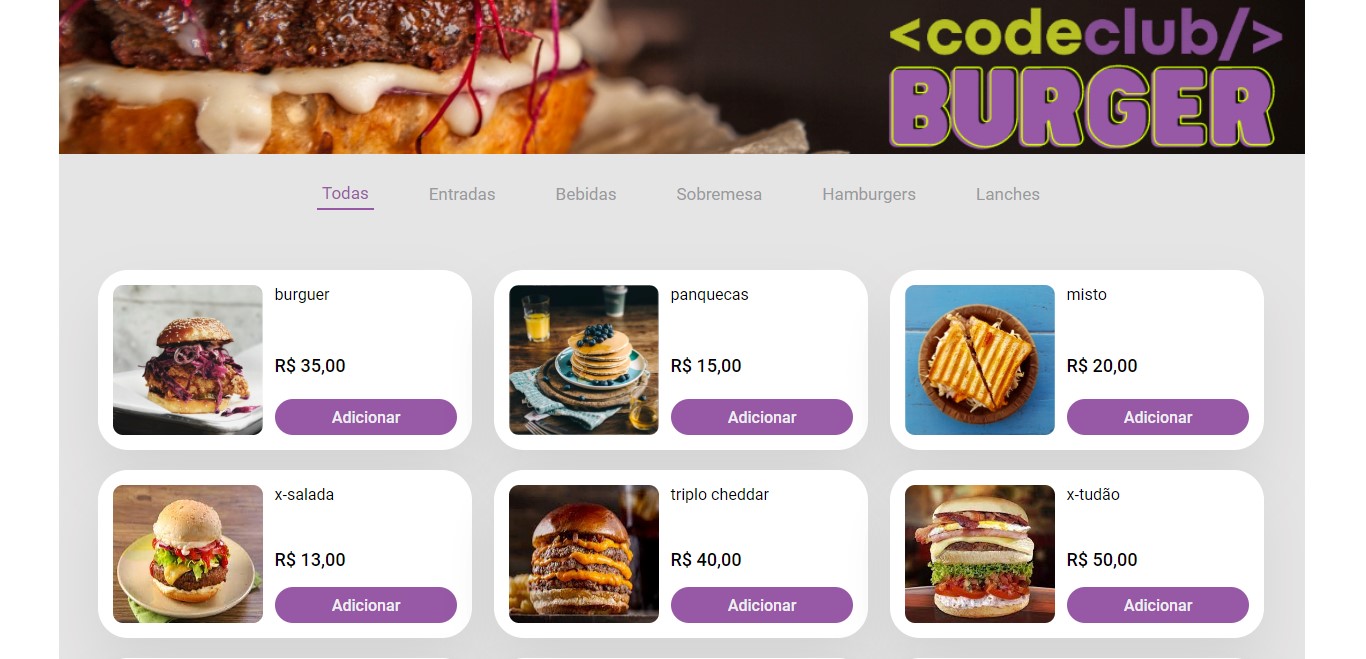 <codeclub/>
BURGER
Todas Entradas Bebidas Sobremesa Hamburgers Lanches
burguer
R$ 35,00
Adicionar
panquecas
R$ 15,00
Adicionar
misto
R$ 20,00
Adicionar
x-salada
R$ 13,00
Adicionar
triplo cheddar
R$ 40,00
Adicionar
x-tudão
R$ 50,00
Adicionar